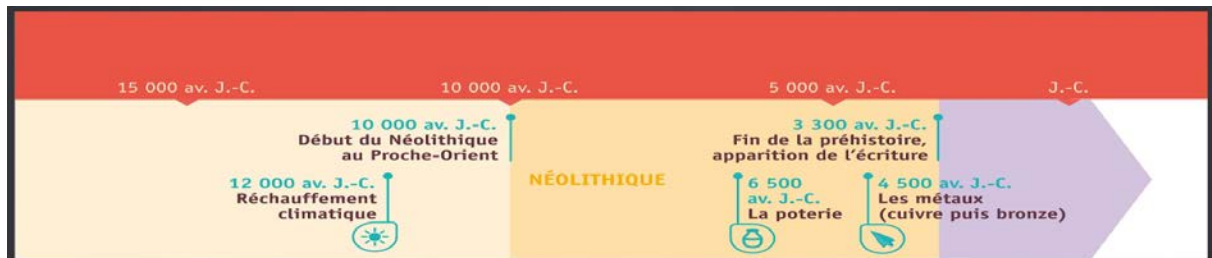 15 000 av. J.-C.
10 000 av. J.-C.
5 000 av. J.-C.
J.-C.
10 000 av. J.-C.
Début du Néolithique
au Proche-Orient
3 300 av. J.-C.
Fin de la préhistoire,
apparition de l’écriture
12 000 av. J.-C.
Réchauffement
climatique
NÉOLITHIQUE
6 500
av. J.-C.
La poterie
4 500 av. J.-C.
Les métaux
(cuivre puis bronze)